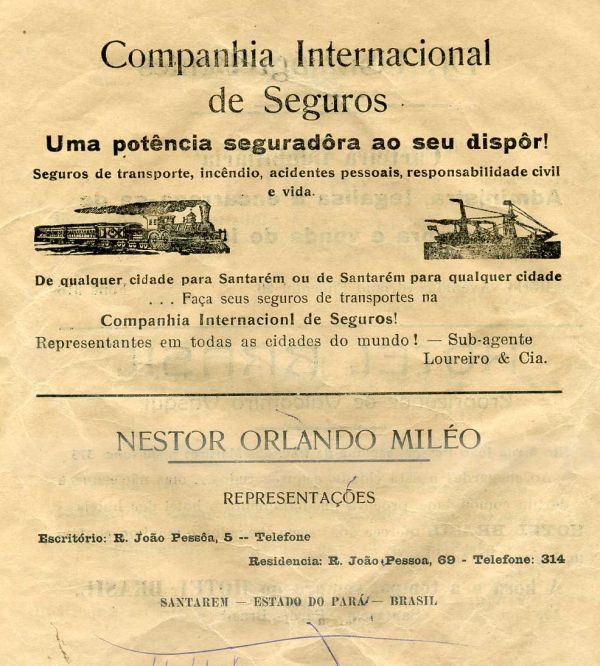 Companhia Internacional
de Seguros
Uma potência seguradôra ao seu dispôr!
Seguros de transporte, incêndio, acidentes pessoais, responsabilidade civil
e vida.
De qualquer cidade para Santarém ou de Santarém para qualquer cidade
. . . Faça seus seguros de transportes na
Companhia Internacionl de Seguros!
Representantes em todas as cidades do mundo ! — Sub-agente
Loureiro & Cia.
NESTOR ORLANDO MILÉO
REPRESENTAÇÕES
Escritório: R. João Pessôa, 5 -- Telefone
Residencia: R. João Pessoa, 69 - Telefone: 314
SANTAREM — ESTADO DO PARÁ — BRASIL